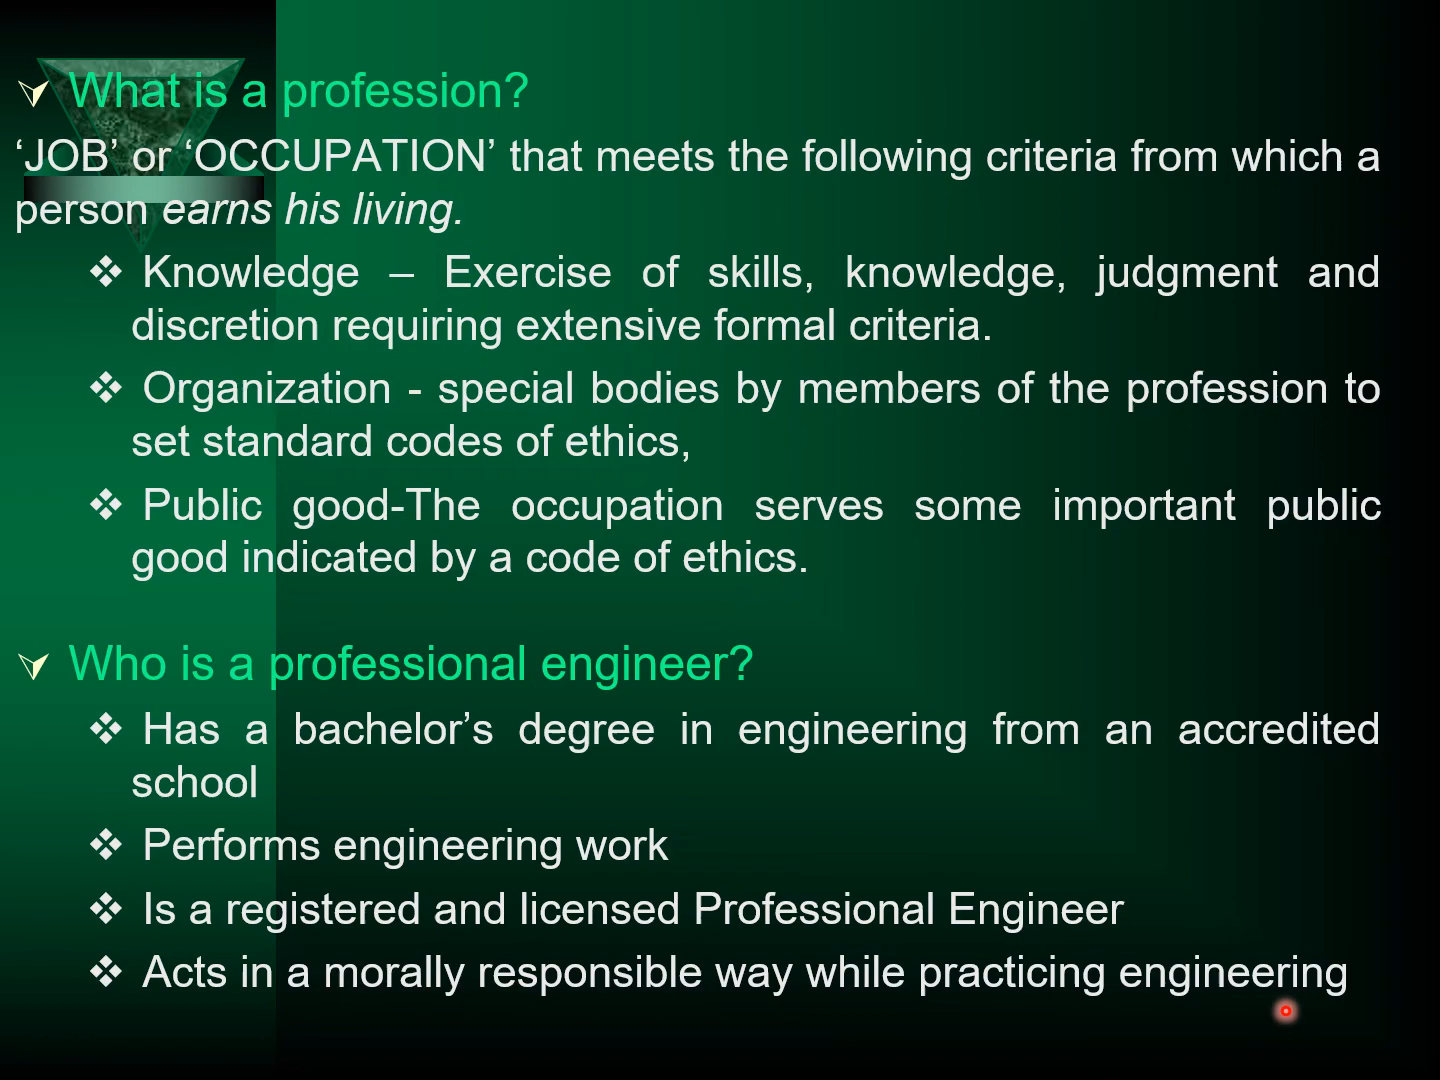 What is a profession?
‘JOB’ or ‘OCCUPATION’ that meets the following criteria from which a
person earns his living.
Knowledge – Exercise of skills, knowledge, judgment and
discretion requiring extensive formal criteria.
Organization - special bodies by members of the profession to
set standard codes of ethics,
Public good-The occupation serves some important public
good indicated by a code of ethics.
Who is a professional engineer?
Has a bachelor’s degree in engineering from an accredited
school
Performs engineering work
Is a registered and licensed Professional Engineer
Acts in a morally responsible way while practicing engineering